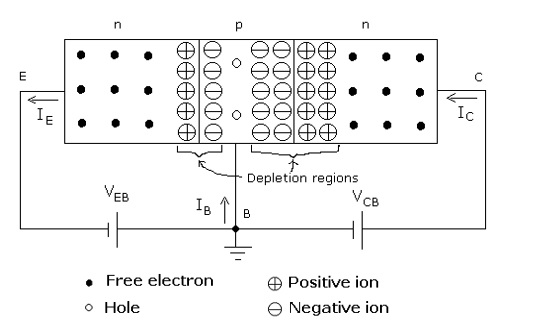 n p n
E C
I_E I_C
Depletion regions
V_EB V_CB
I_B B
Free electron Positive ion
Hole Negative ion